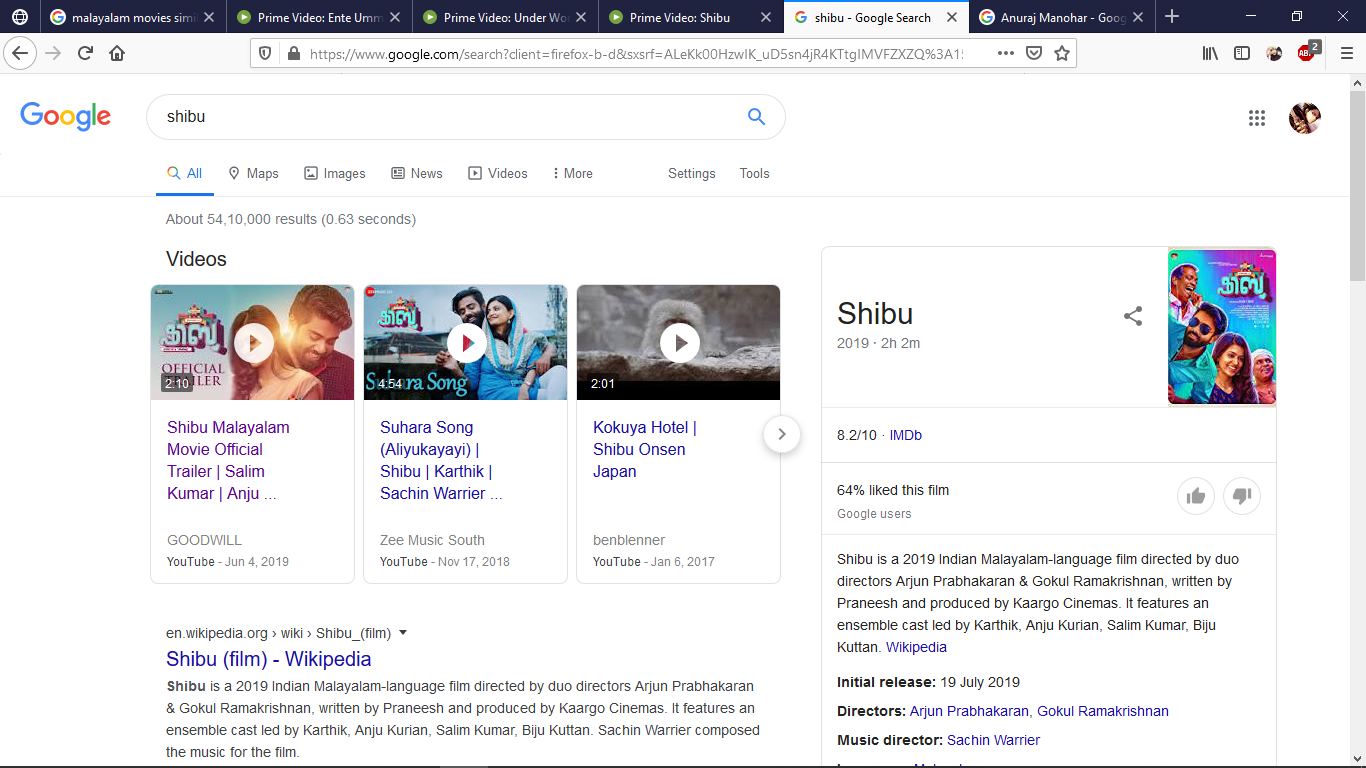 malayalam movies simi
Prime Video: Ente Umm
Prime Video: Under Wo
Prime Video: Shibu
shibu - Google Search
Anuraj Manohar - Goog
https://www.google.com/search?client=firefox-b-d&sxsrf=ALeKk00HzwIK_uD5sn4jR4KTtgIMVFZXZQ%3A15
ABP
2
Google
shibu
All
Maps
Images
News
Videos
More
Settings
Tools
About 54,10,000 results (0.63 seconds)
Videos
ഷിബു
OFFICIAL
TRAILER
2:10
Shibu Malayalam
Movie Official
Trailer | Salim
Kumar | Anju ...
GOODWILL
YouTube - Jun 4, 2019
ഷിബു
Suhara Song
4:54
Suhara Song
(Aliyukayayi) |
Shibu | Karthik |
Sachin Warrier ...
Zee Music South
YouTube - Nov 17, 2018
2:01
Kokuya Hotel |
Shibu Onsen
Japan
benblenner
YouTube - Jan 6, 2017
en.wikipedia.org › wiki › Shibu_(film)
Shibu (film) - Wikipedia
Shibu is a 2019 Indian Malayalam-language film directed by duo directors Arjun Prabhakaran
& Gokul Ramakrishnan, written by Praneesh and produced by Kaargo Cinemas. It features an
ensemble cast led by Karthik, Anju Kurian, Salim Kumar, Biju Kuttan. Sachin Warrier composed
the music for the film.
Shibu
2019 · 2h 2m
ഷിബു
8.2/10 · IMDb
64% liked this film
Google users
Shibu is a 2019 Indian Malayalam-language film directed by duo
directors Arjun Prabhakaran & Gokul Ramakrishnan, written by
Praneesh and produced by Kaargo Cinemas. It features an
ensemble cast led by Karthik, Anju Kurian, Salim Kumar, Biju
Kuttan. Wikipedia
Initial release: 19 July 2019
Directors: Arjun Prabhakaran, Gokul Ramakrishnan
Music director: Sachin Warrier